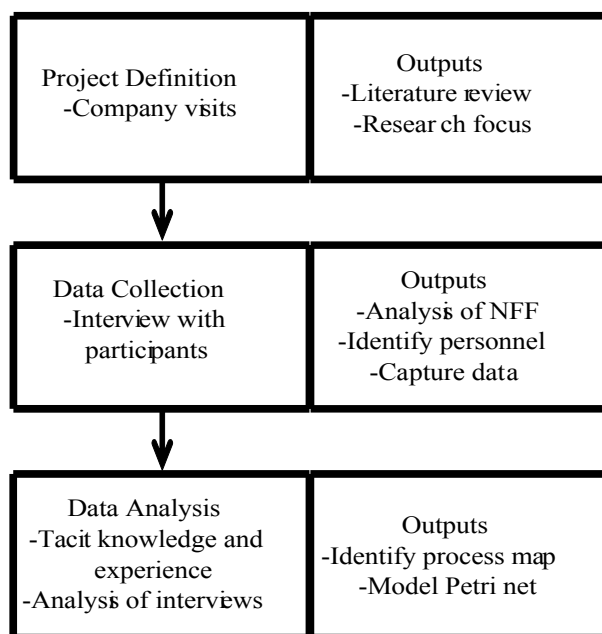 Project Definition
-Company visits
Outputs
-Literature review
-Research focus
Data Collection
-Interview with
participants
Outputs
-Analysis of NFF
-Identify personnel
-Capture data
Data Analysis
-Tacit knowledge and
experience
-Analysis of interviews
Outputs
-Identify process map
-Model Petri net